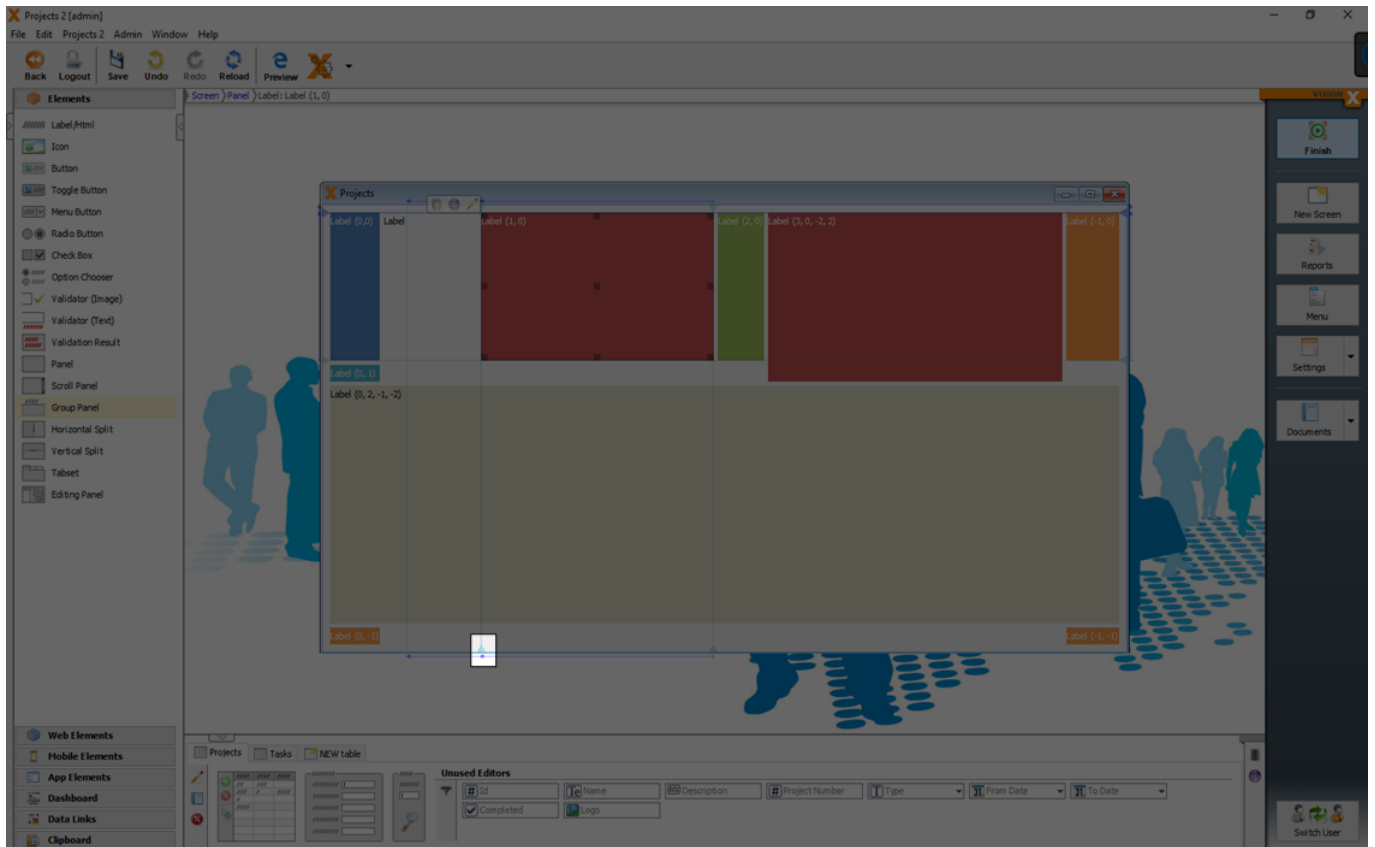 Projects 2 [admin]
File Edit Projects 2 Admin Window Help
Back Logout Save Undo Redo Reload Preview
Elements
Screen Panel Label: Label (1, 0)
VISION X
Label/Html
Icon
Button
Toggle Button
Menu Button
Radio Button
Check Box
Option Chooser
Validator (Image)
Validator (Text)
Validation Result
Panel
Scroll Panel
Group Panel
Horizontal Split
Vertical Split
Tabset
Editing Panel
Web Elements
Mobile Elements
App Elements
Dashboard
Data Links
Clipboard
Projects
Label (0,0) Label Label (1, 0) Label (2, 0) Label (3, 0, -2, 2) Label (-1, 0)
Label (0, 1)
Label (0, 2, -1, -2)
Label (0, -1) Label (-1, -1)
Finish
New Screen
Reports
Menu
Settings
Documents
Switch User
Projects Tasks NEW table
Unused Editors
Id Name Description Project Number Type From Date To Date
Completed Logo